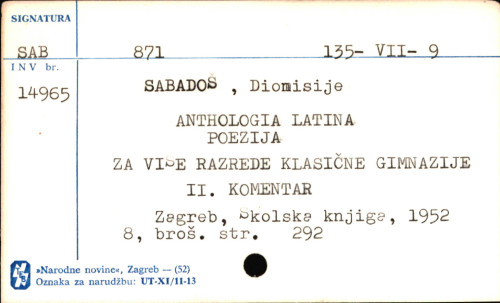 SIGNATURA
SAB 871 135- VII- 9
INV br.
14965
SABADOŠ , Dionisije
ANTHOLOGIA LATINA
POEZIJA
ZA VIŠE RAZREDE KLASIČNE GIMNAZIJE
II. KOMENTAR
Zagreb, Školska knjiga, 1952
8, broš. str. 292
»Narodne novine«, Zagreb — (52)
Oznaka za narudžbu: UT-XI/11-13